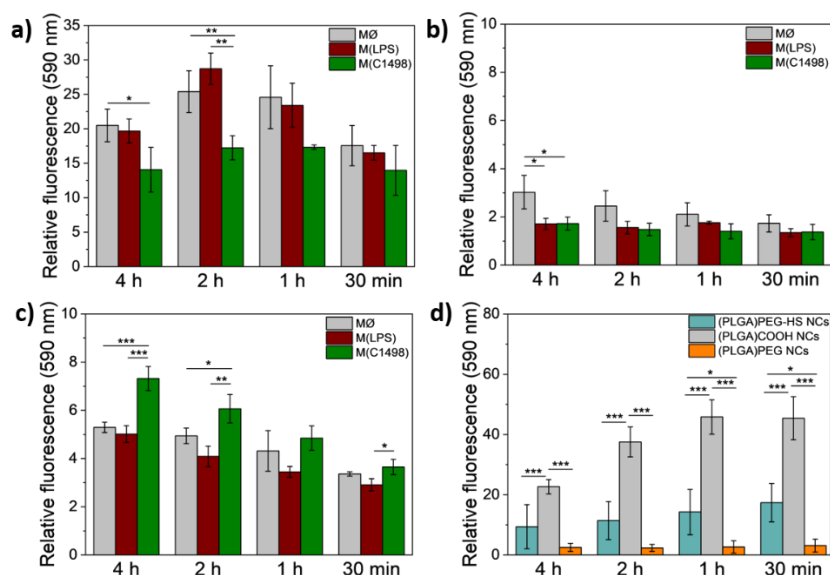 a)
Relative fluorescence (590 nm)
35
30
25
20
15
10
5
0
MØ
M(LPS)
M(C1498)
*
**
**
4 h 2 h 1 h 30 min
b)
Relative fluorescence (590 mn)
10
8
6
4
2
0
MØ
M(LPS)
M(C1498)
*
*
4 h 2 h 1 h 30 min
c)
Relative fluorescence (590 nm)
10
8
6
4
2
0
MØ
M(LPS)
M(C1498)
***
***
*
**
*
4 h 2 h 1 h 30 min
d)
Relative fluorescence (590 nm)
80
60
40
20
0
(PLGA)PEG-HS NCs
(PLGA)COOH NCs
(PLGA)PEG NCs
*** ***
*** ***
*
*** ***
*
*** ***
4 h 2 h 1 h 30 min